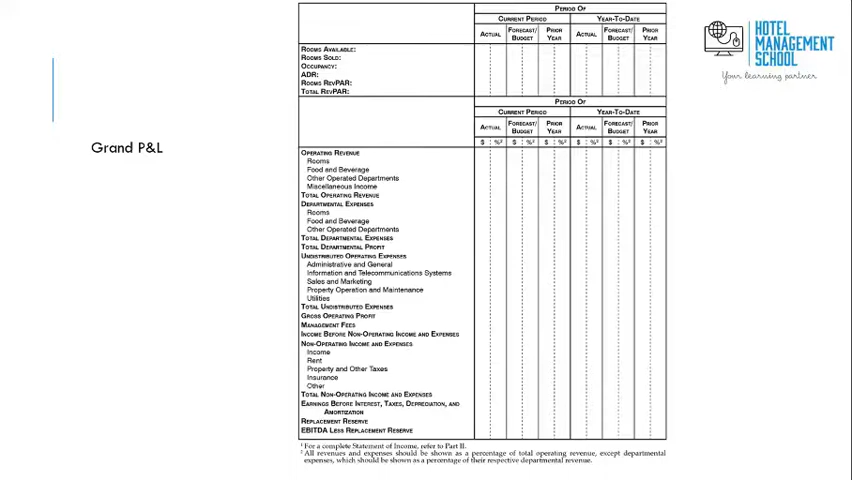 PERIOD OF
CURRENT PERIOD YEAR-TO-DATE
ACTUAL FORECAST/ BUDGET PRIOR YEAR ACTUAL FORECAST/ BUDGET PRIOR YEAR
ROOMS AVAILABLE:
ROOMS SOLD:
OCCUPANCY:
ADR:
ROOMS REVPAR:
TOTAL REVPAR:
PERIOD OF
CURRENT PERIOD YEAR-TO-DATE
ACTUAL FORECAST/ BUDGET PRIOR YEAR ACTUAL FORECAST/ BUDGET PRIOR YEAR
$ %² $ %² $ %² $ %² $ %² $ %²
OPERATING REVENUE
Rooms
Food and Beverage
Other Operated Departments
Miscellaneous Income
TOTAL OPERATING REVENUE
DEPARTMENTAL EXPENSES
Rooms
Food and Beverage
Other Operated Departments
TOTAL DEPARTMENTAL EXPENSES
TOTAL DEPARTMENTAL PROFIT
UNDISTRIBUTED OPERATING EXPENSES
Administrative and General
Information and Telecommunications Systems
Sales and Marketing
Property Operation and Maintenance
Utilities
TOTAL UNDISTRIBUTED EXPENSES
GROSS OPERATING PROFIT
MANAGEMENT FEES
INCOME BEFORE NON-OPERATING INCOME AND EXPENSES
NON-OPERATING INCOME AND EXPENSES
Income
Rent
Property and Other Taxes
Insurance
Other
TOTAL NON-OPERATING INCOME AND EXPENSES
EARNINGS BEFORE INTEREST, TAXES, DEPRECIATION, AND
AMORTIZATION
REPLACEMENT RESERVE
EBITDA LESS REPLACEMENT RESERVE
¹ For a complete Statement of Income, refer to Part II.
² All revenues and expenses should be shown as a percentage of total operating revenue, except departmental
expenses, which should be shown as a percentage of their respective departmental revenue.
Grand P&L
HOTEL
MANAGEMENT
SCHOOL
Your learning partner